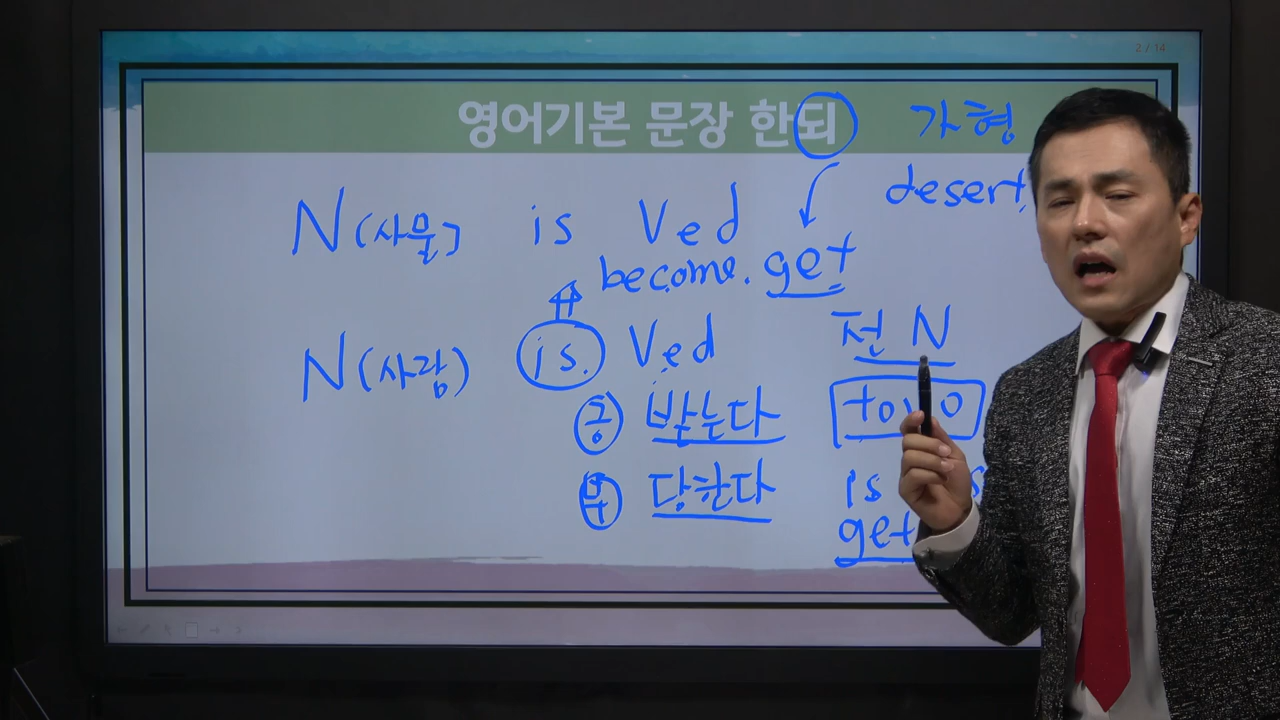 2 / 14
영어기본 문장 한되 가형
desert
N(사물) is Ved
become. get
N(사람) is. Ved 전 N
긍 받는다
부 당한다 is
get